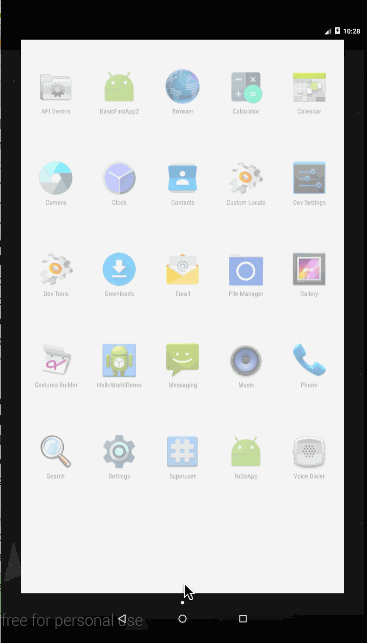 10:28
API Demos BasicFirstApp2 Browser Calculator Calendar
Camera Clock Contacts Custom Locale Dev Settings
Dev Tools Downloads Email File Manager Gallery
Gestures Builder HelloWorldDemo Messaging Music Phone
Search Settings Superuser ToDoApp Voice Dialer
free for personal use